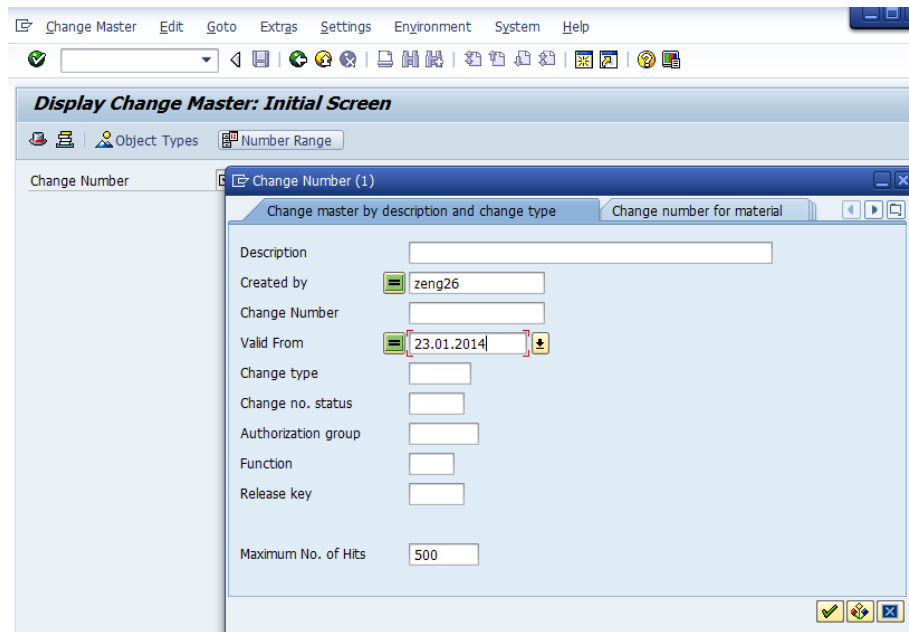 Change Master Edit Goto Extras Settings Environment System Help
Display Change Master: Initial Screen
Object Types Number Range
Change Number
Change Number (1)
Change master by description and change type Change number for material
Description
Created by zeng26
Change Number
Valid From 23.01.2014
Change type
Change no. status
Authorization group
Function
Release key
Maximum No. of Hits 500